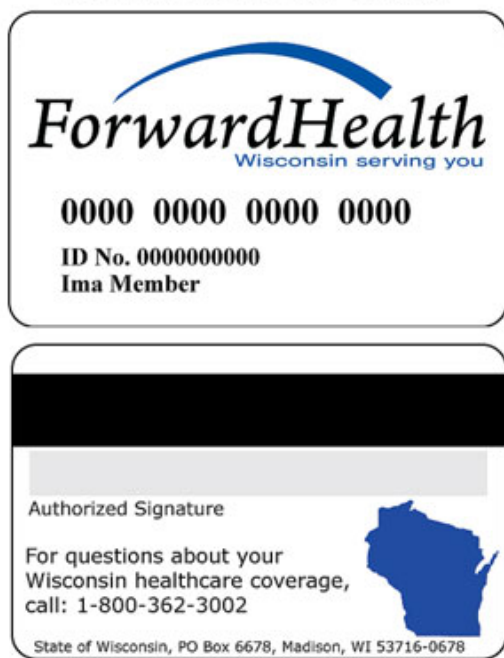 ForwardHealth
Wisconsin serving you
0000 0000 0000 0000
ID No. 0000000000
Ima Member
Authorized Signature
For questions about your
Wisconsin healthcare coverage,
call: 1-800-362-3002
State of Wisconsin, PO Box 6678, Madison, WI 53716-0678